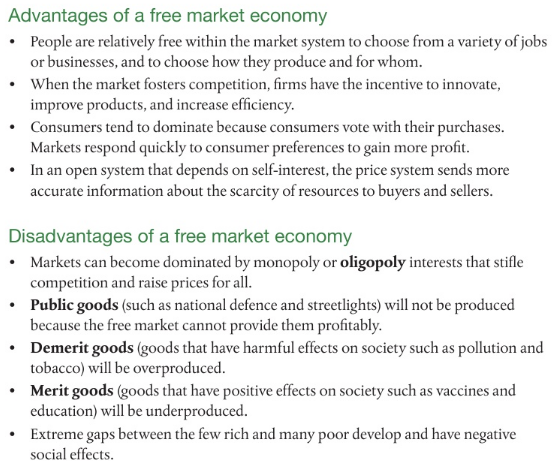 Advantages of a free market economy
• People are relatively free within the market system to choose from a variety of jobs
or businesses, and to choose how they produce and for whom.
• When the market fosters competition, firms have the incentive to innovate,
improve products, and increase efficiency.
• Consumers tend to dominate because consumers vote with their purchases.
Markets respond quickly to consumer preferences to gain more profit.
• In an open system that depends on self-interest, the price system sends more
accurate information about the scarcity of resources to buyers and sellers.
Disadvantages of a free market economy
• Markets can become dominated by monopoly or oligopoly interests that stifle
competition and raise prices for all.
• Public goods (such as national defence and streetlights) will not be produced
because the free market cannot provide them profitably.
• Demerit goods (goods that have harmful effects on society such as pollution and
tobacco) will be overproduced.
• Merit goods (goods that have positive effects on society such as vaccines and
education) will be underproduced.
• Extreme gaps between the few rich and many poor develop and have negative
social effects.